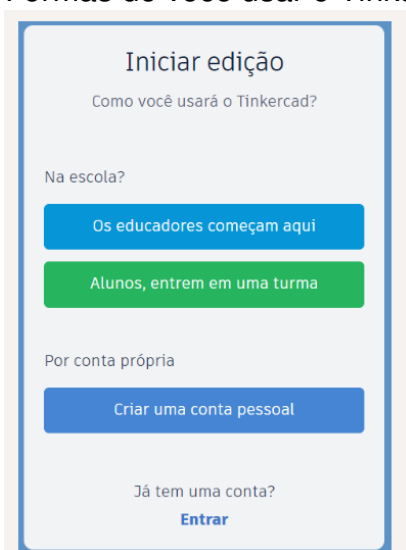 Iniciar edição
Como você usará o Tinkercad?
Na escola?
Os educadores começam aqui
Alunos, entrem em uma turma
Por conta própria
Criar uma conta pessoal
Já tem uma conta?
Entrar